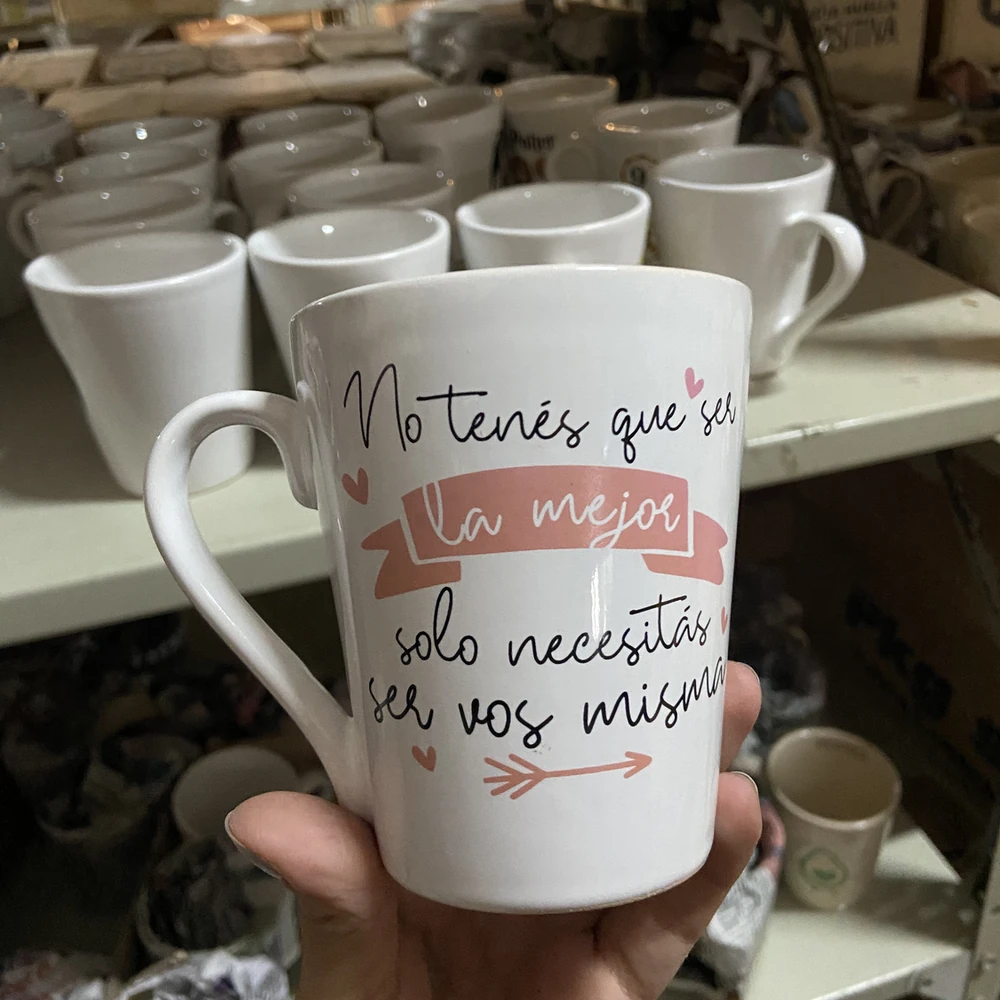 No tenés que ser
la mejor
solo necesitás
ser vos misma